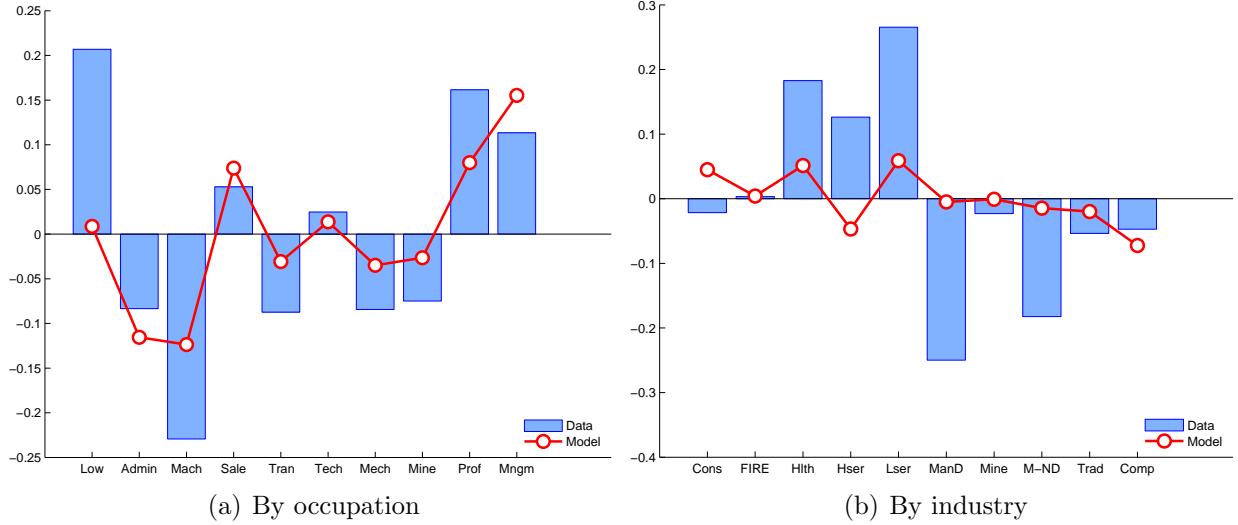 0.25
0.2
0.15
0.1
0.05
0
−0.05
−0.1
−0.15
−0.2
−0.25
Low Admin Mach Sale Tran Tech Mech Mine Prof Mngm
Data
Model
(a) By occupation
0.3
0.2
0.1
0
−0.1
−0.2
−0.3
−0.4
Cons FIRE Hlth Hser Lser ManD Mine M−ND Trad Comp
Data
Model
(b) By industry